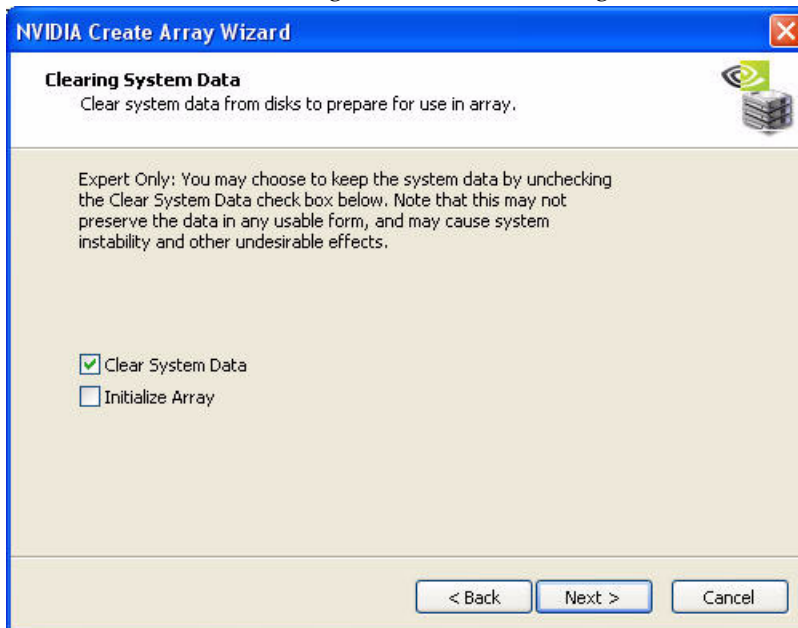 NVIDIA Create Array Wizard
Clearing System Data
Clear system data from disks to prepare for use in array.
Expert Only: You may choose to keep the system data by unchecking
the Clear System Data check box below. Note that this may not
preserve the data in any usable form, and may cause system
instability and other undesirable effects.
Clear System Data
Initialize Array
< Back
Next >
Cancel